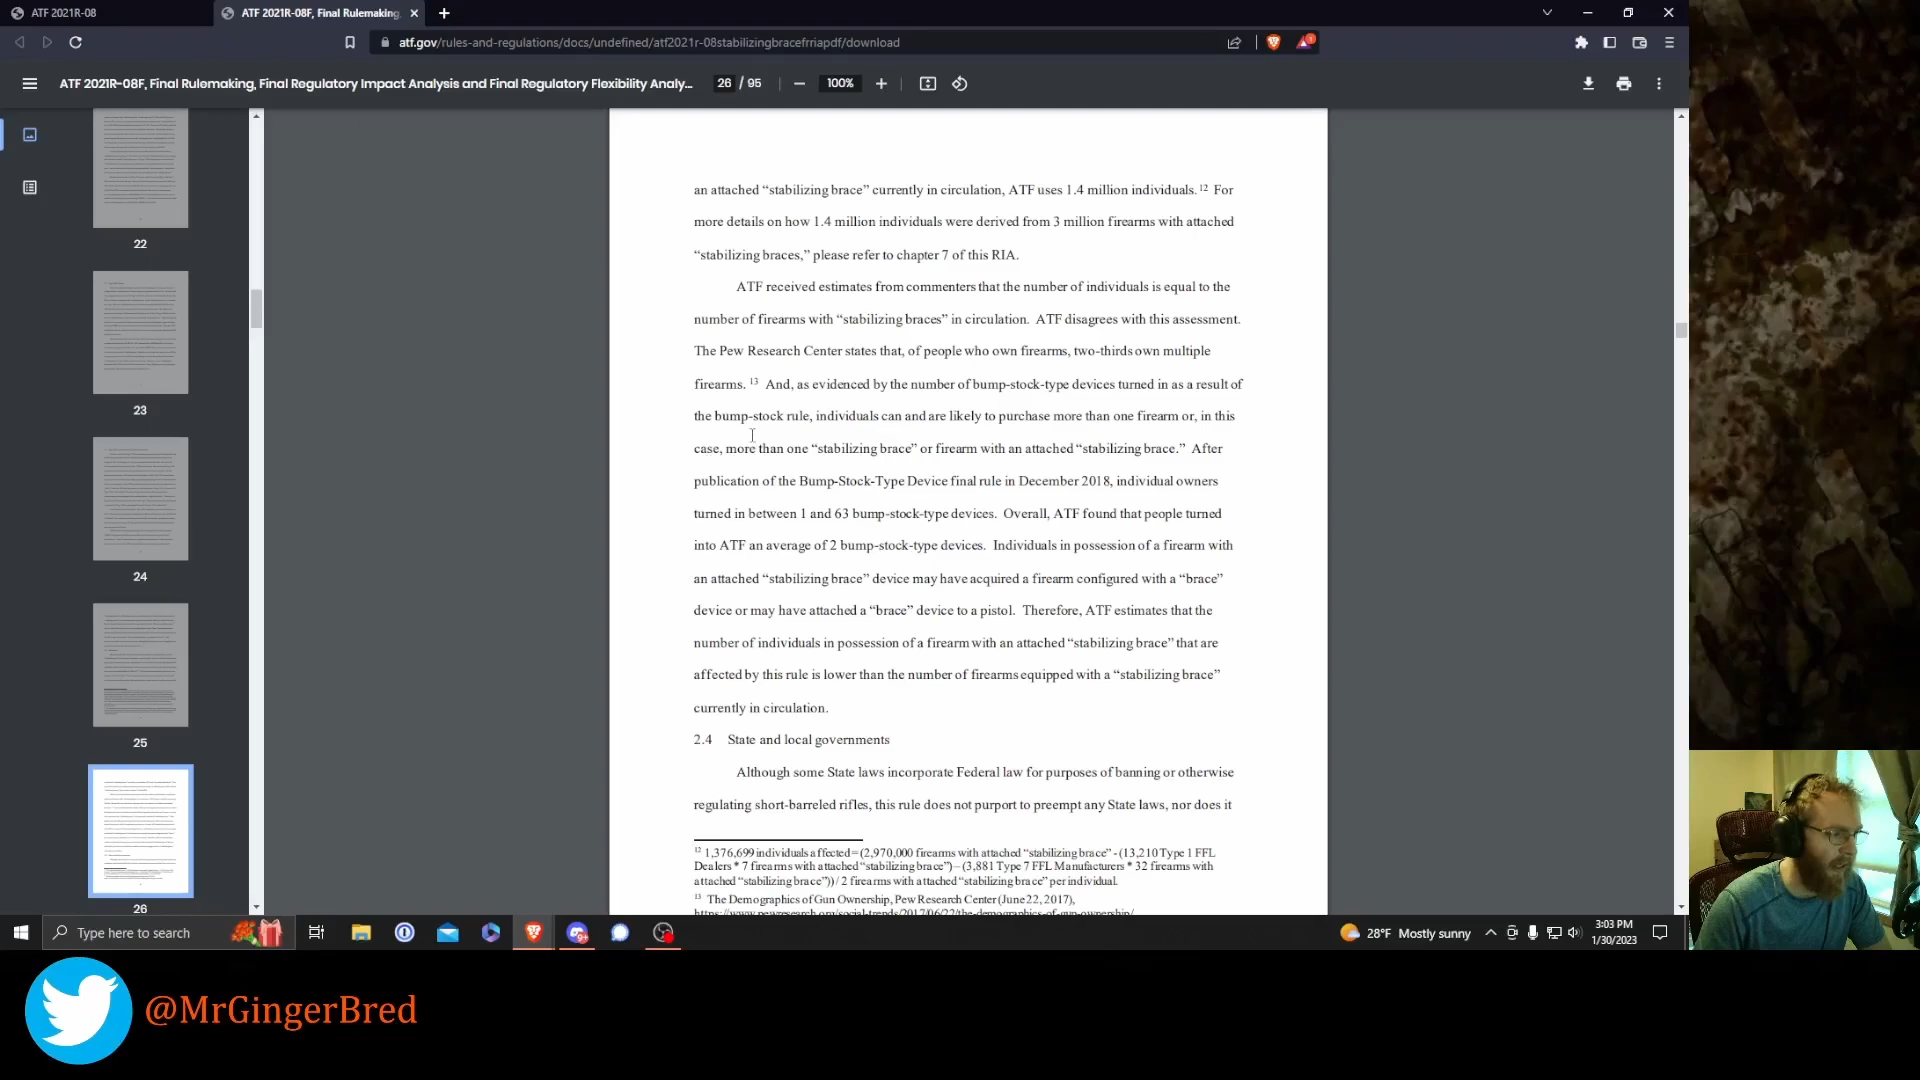 ATF 2021R-08
ATF 2021R-08F, Final Rulemaking,
atf.gov/rules-and-regulations/docs/undefined/atf2021r-08stabilizingbracefrriapdf/download
ATF 2021R-08F, Final Rulemaking, Final Regulatory Impact Analysis and Final Regulatory Flexibility Analy...
26 / 95
100%
22
23
24
25
26
an attached “stabilizing brace” currently in circulation, ATF uses 1.4 million individuals. 12 For
more details on how 1.4 million individuals were derived from 3 million firearms with attached
“stabilizing braces,” please refer to chapter 7 of this RIA.
ATF received estimates from commenters that the number of individuals is equal to the
number of firearms with “stabilizing braces” in circulation. ATF disagrees with this assessment.
The Pew Research Center states that, of people who own firearms, two-thirds own multiple
firearms. 13 And, as evidenced by the number of bump-stock-type devices turned in as a result of
the bump-stock rule, individuals can and are likely to purchase more than one firearm or, in this
case, more than one “stabilizing brace” or firearm with an attached “stabilizing brace.” After
publication of the Bump-Stock-Type Device final rule in December 2018, individual owners
turned in between 1 and 63 bump-stock-type devices. Overall, ATF found that people turned
into ATF an average of 2 bump-stock-type devices. Individuals in possession of a firearm with
an attached “stabilizing brace” device may have acquired a firearm configured with a “brace”
device or may have attached a “brace” device to a pistol. Therefore, ATF estimates that the
number of individuals in possession of a firearm with an attached “stabilizing brace” that are
affected by this rule is lower than the number of firearms equipped with a “stabilizing brace”
currently in circulation.
2.4 State and local governments
Although some State laws incorporate Federal law for purposes of banning or otherwise
regulating short-barreled rifles, this rule does not purport to preempt any State laws, nor does it
12 1,376,699 individuals affected = (2,970,000 firearms with attached “stabilizing brace” - (13,210 Type 1 FFL
Dealers * 7 firearms with attached “stabilizing brace”) – (3,881 Type 7 FFL Manufacturers * 32 firearms with
attached “stabilizing brace”)) / 2 firearms with attached “stabilizing brace” per individual.
13 The Demographics of Gun Ownership, Pew Research Center (June 22, 2017),
https://www.pewresearch.org/social-trends/2017/06/22/the-demographics-of-gun-ownership/
Type here to search
28°F Mostly sunny
3:03 PM
1/30/2023
@MrGingerBred